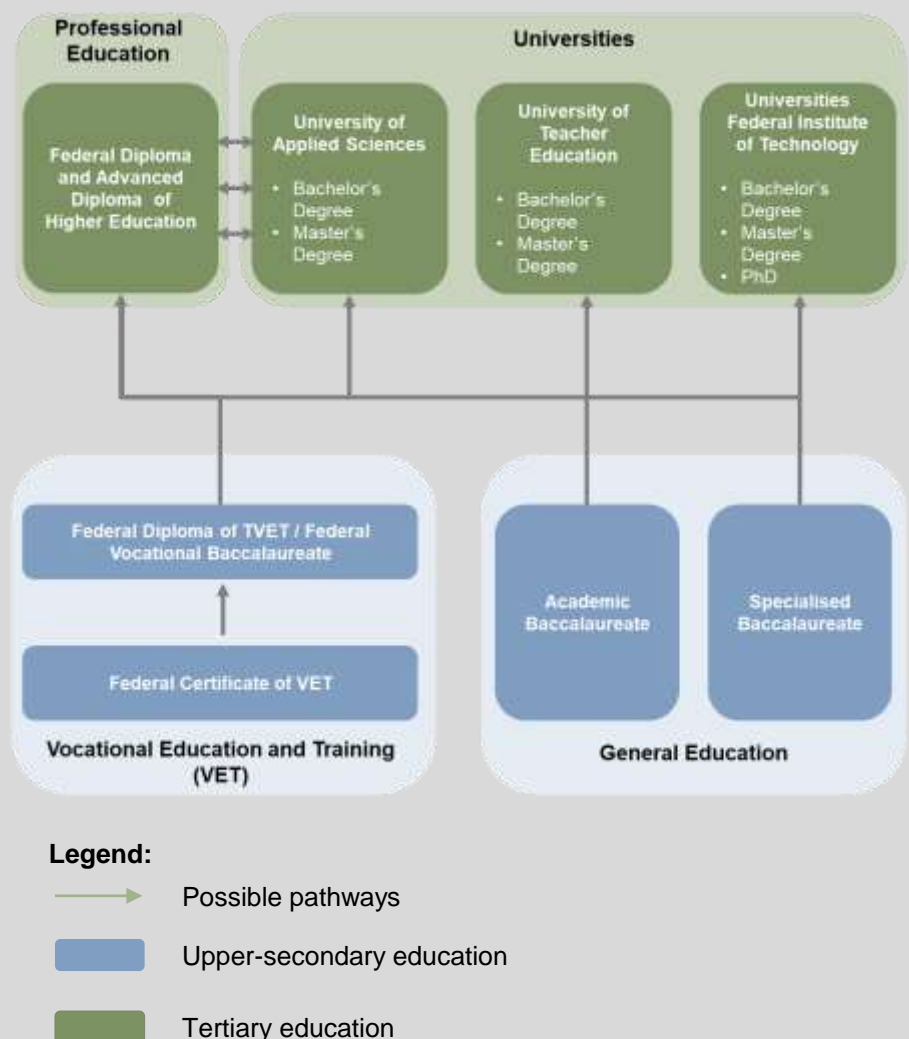 Professional
Education
Universities
Federal Diploma
and Advanced
Diploma of
Higher Education
University of
Applied Sciences
• Bachelor's
Degree
• Master's
Degree
University of
Teacher
Education
• Bachelor's
Degree
• Master's
Degree
Universities
Federal Institute
of Technology
• Bachelor's
Degree
• Master's
Degree
• PhD
Federal Diploma of TVET / Federal
Vocational Baccalaureate
Federal Certificate of VET
Vocational Education and Training
(VET)
Academic
Baccalaureate
Specialised
Baccalaureate
General Education
Legend:
Possible pathways
Upper-secondary education
Tertiary education